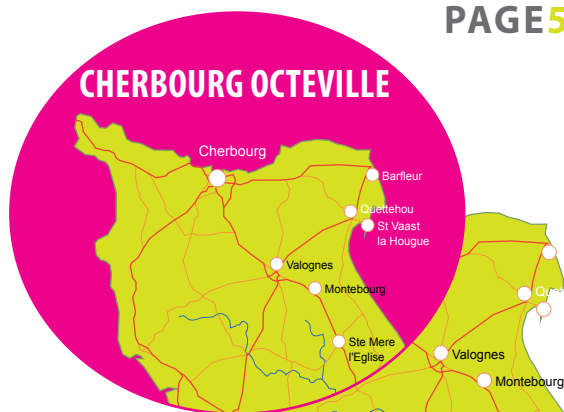 PAGE5
CHERBOURG OCTEVILLE
Cherbourg
Barfleur
Quettehou
St Vaast
la Hougue
Valognes
Montebourg
Ste Mere
l'Eglise
Valognes
Montebourg